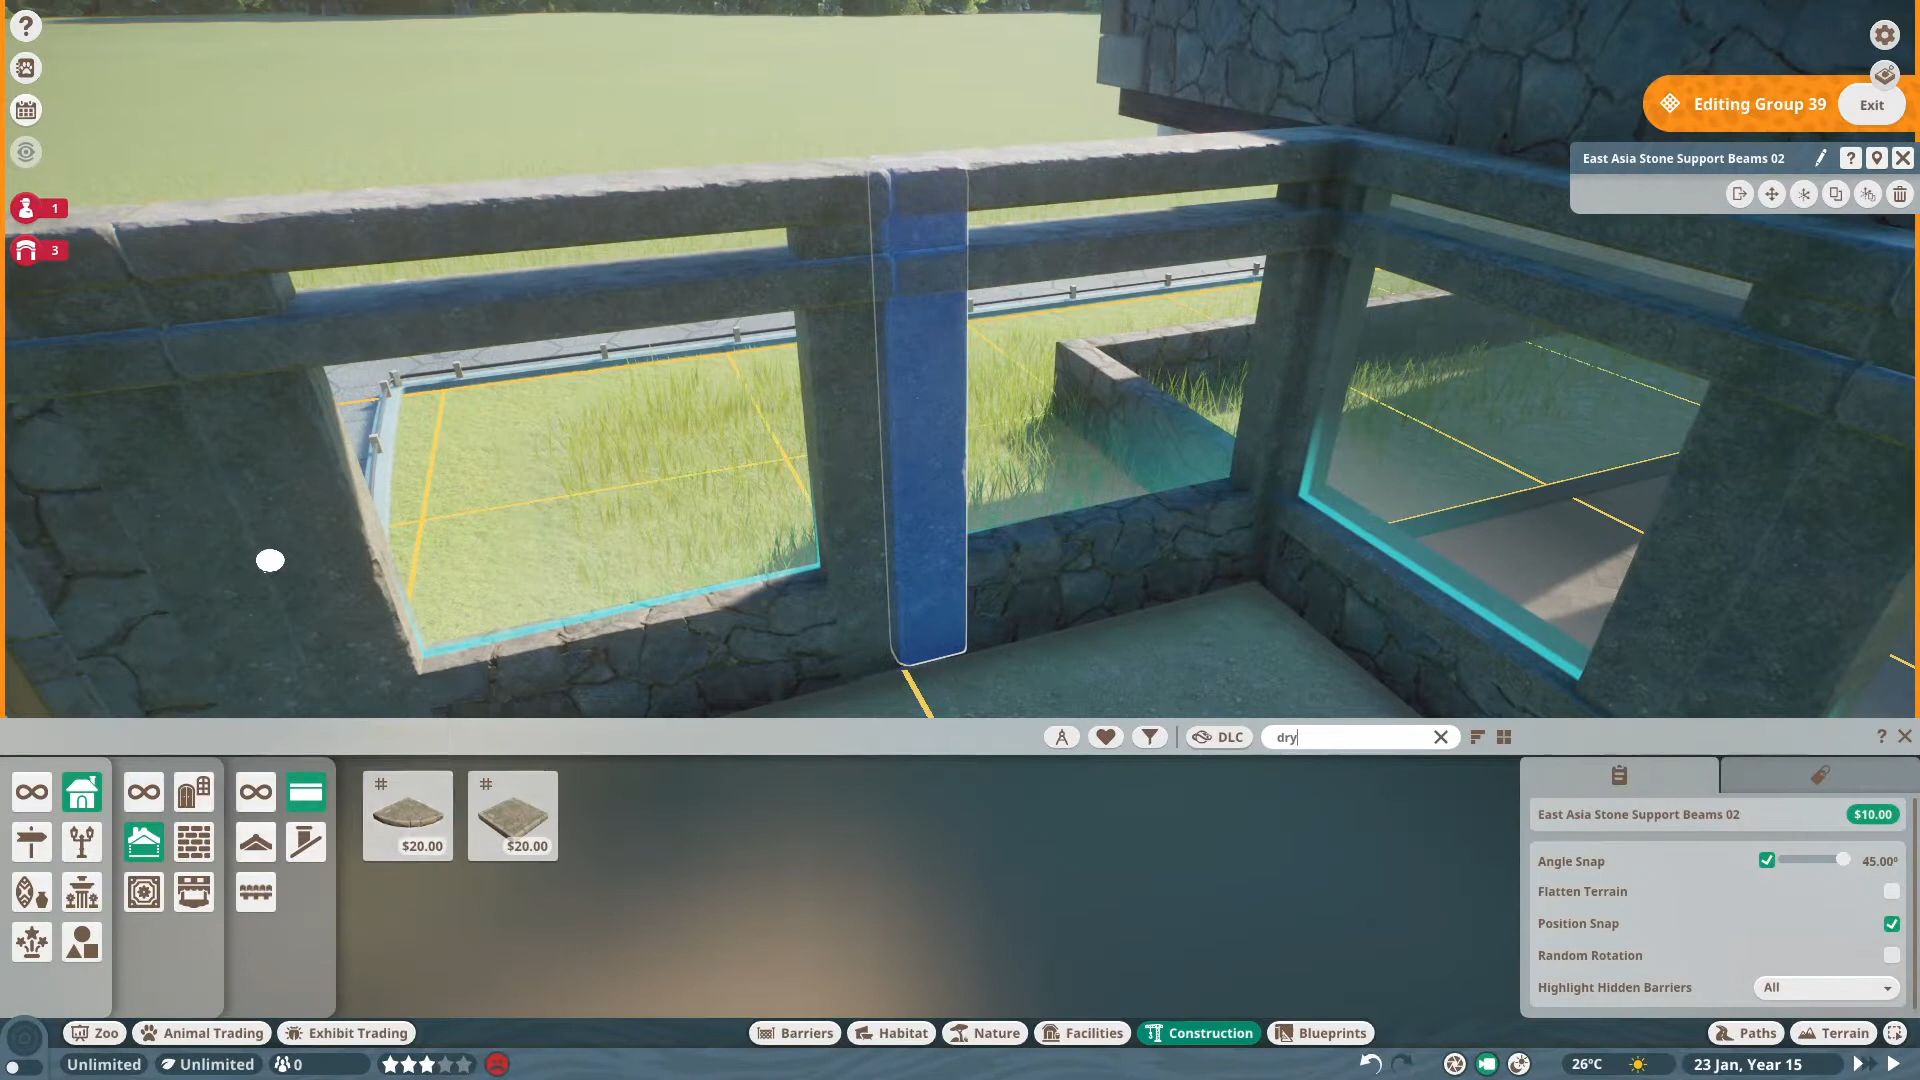 ?
Editing Group 39
Exit
East Asia Stone Support Beams 02
?
1
3
DLC
dry
?
$20.00
$20.00
East Asia Stone Support Beams 02
$10.00
Angle Snap
45.00°
Flatten Terrain
Position Snap
Random Rotation
Highlight Hidden Barriers
All
Zoo
Animal Trading
Exhibit Trading
Barriers
Habitat
Nature
Facilities
Construction
Blueprints
Paths
Terrain
Unlimited
Unlimited
0
26°C
23 Jan, Year 15